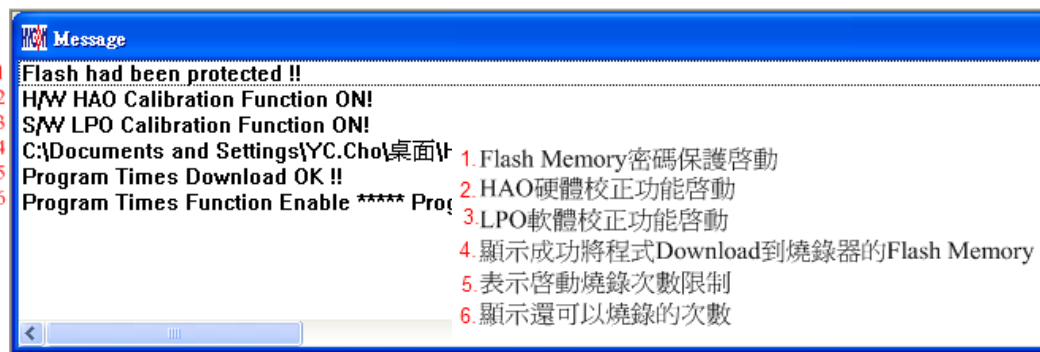 Message
1 Flash had been protected !!
2 H/W HAO Calibration Function ON!
3 S/W LPO Calibration Function ON!
4 C:\Documents and Settings\YC.Cho\桌面\H
5 Program Times Download OK !!
6 Program Times Function Enable ***** Prog
1.Flash Memory密碼保護啓動
2.HAO硬體校正功能啓動
3.LPO軟體校正功能啓動
4.顯示成功將程式Download到燒錄器的Flash Memory
5.表示啓動燒錄次數限制
6.顯示還可以燒錄的次數